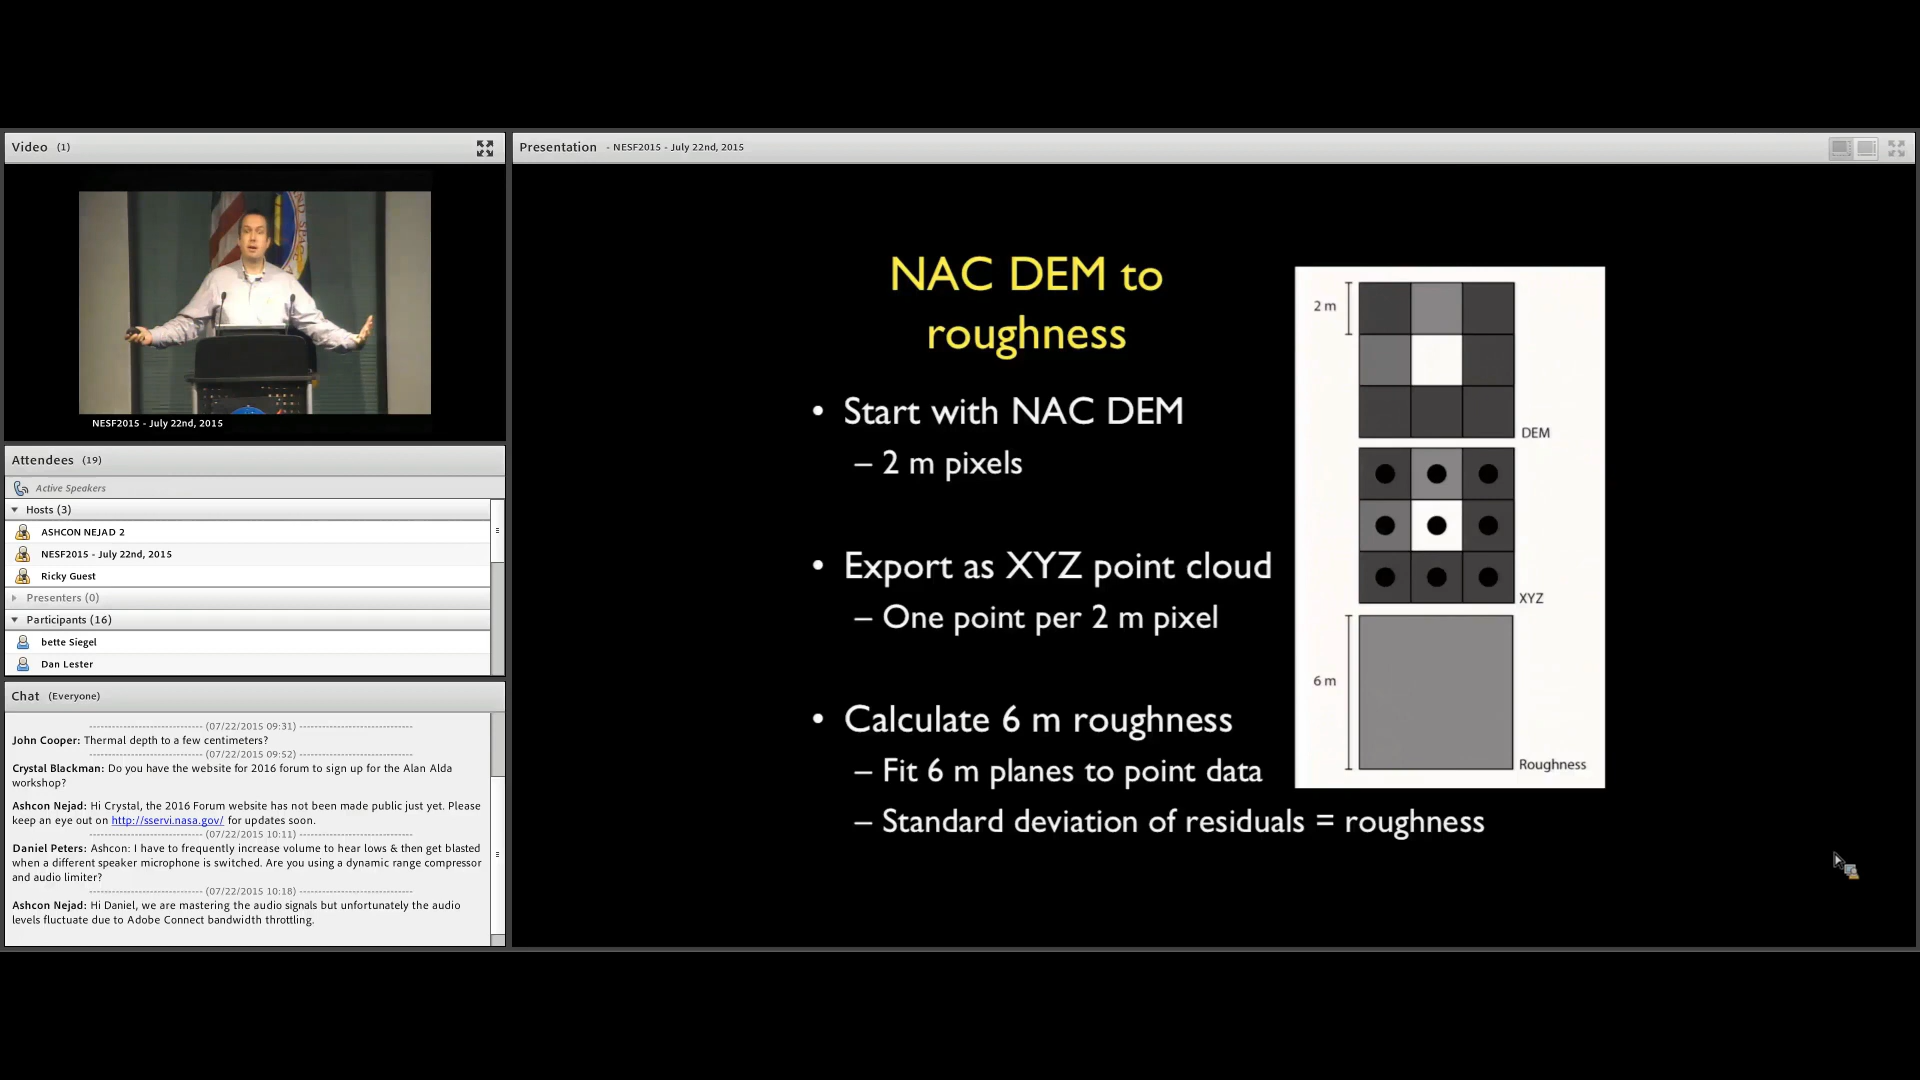 Video (1)
NESF2015 - July 22nd, 2015
Attendees (19)
Active Speakers
Hosts (3)
ASHCON NEJAD 2
NESF2015 - July 22nd, 2015
Ricky Guest
Presenters (0)
Participants (16)
bette Siegel
Dan Lester
Chat (Everyone)
------------------------------ (07/22/2015 09:31) ------------------------------
John Cooper: Thermal depth to a few centimeters?
------------------------------ (07/22/2015 09:52) ------------------------------
Crystal Blackman: Do you have the website for 2016 forum to sign up for the Alan Alda
workshop?
Ashcon Nejad: Hi Crystal, the 2016 Forum website has not been made public just yet. Please
keep an eye out on http://sservi.nasa.gov/ for updates soon.
------------------------------ (07/22/2015 10:11) ------------------------------
Daniel Peters: Ashcon: I have to frequently increase volume to hear lows & then get blasted
when a different speaker microphone is switched. Are you using a dynamic range compressor
and audio limiter?
------------------------------ (07/22/2015 10:18) ------------------------------
Ashcon Nejad: Hi Daniel, we are mastering the audio signals but unfortunately the audio
levels fluctuate due to Adobe Connect bandwidth throttling.
Presentation - NESF2015 - July 22nd, 2015
NAC DEM to
roughness
• Start with NAC DEM
– 2 m pixels
• Export as XYZ point cloud
– One point per 2 m pixel
• Calculate 6 m roughness
– Fit 6 m planes to point data
– Standard deviation of residuals = roughness
2 m
DEM
XYZ
6 m
Roughness